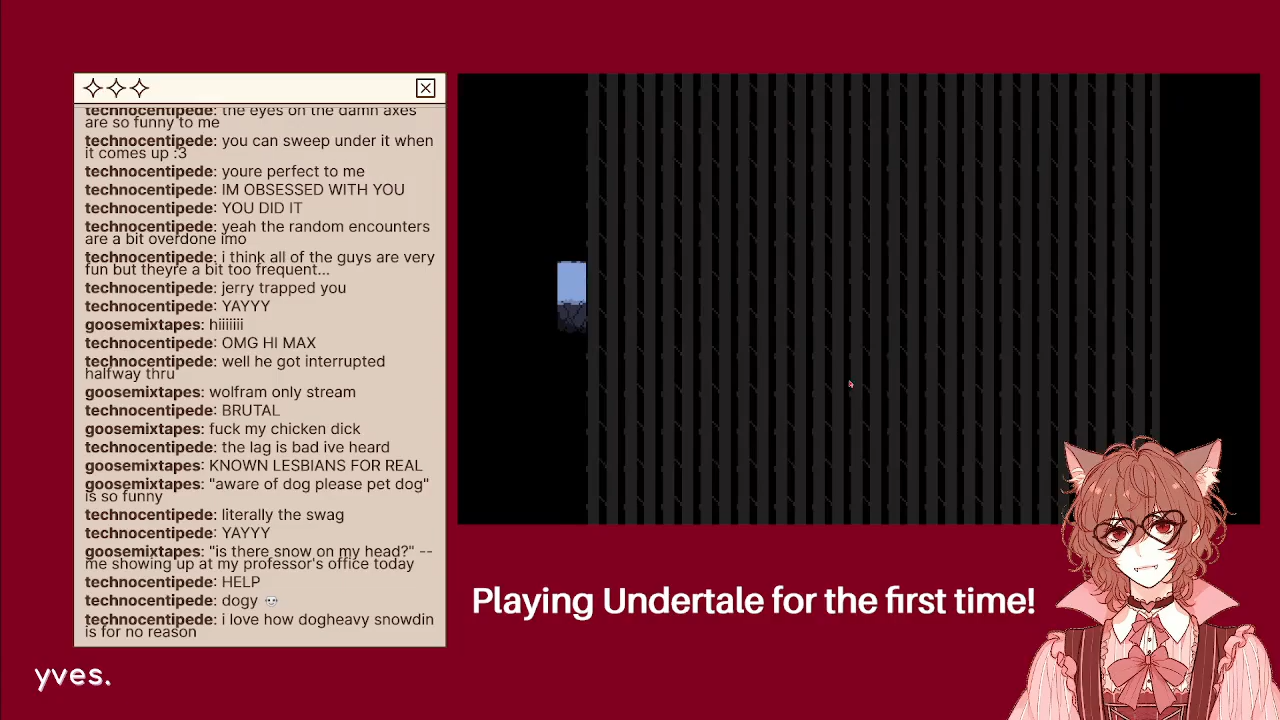 technocentipede: the eyes on the damn axes
are so funny to me
technocentipede: you can sweep under it when
it comes up :3
technocentipede: youre perfect to me
technocentipede: IM OBSESSED WITH YOU
technocentipede: YOU DID IT
technocentipede: yeah the random encounters
are a bit overdone imo
technocentipede: i think all of the guys are very
fun but theyre a bit too frequent...
technocentipede: jerry trapped you
technocentipede: YAYYY
goosemixtapes: hiiiiiii
technocentipede: OMG HI MAX
technocentipede: well he got interrupted
halfway thru
goosemixtapes: wolfram only stream
technocentipede: BRUTAL
goosemixtapes: fuck my chicken dick
technocentipede: the lag is bad ive heard
goosemixtapes: KNOWN LESBIANS FOR REAL
goosemixtapes: "aware of dog please pet dog"
is so funny
technocentipede: literally the swag
technocentipede: YAYYY
goosemixtapes: "is there snow on my head?" --
me showing up at my professor's office today
technocentipede: HELP
technocentipede: dogy
technocentipede: i love how dogheavy snowdin
is for no reason
Playing Undertale for the first time!
yves.